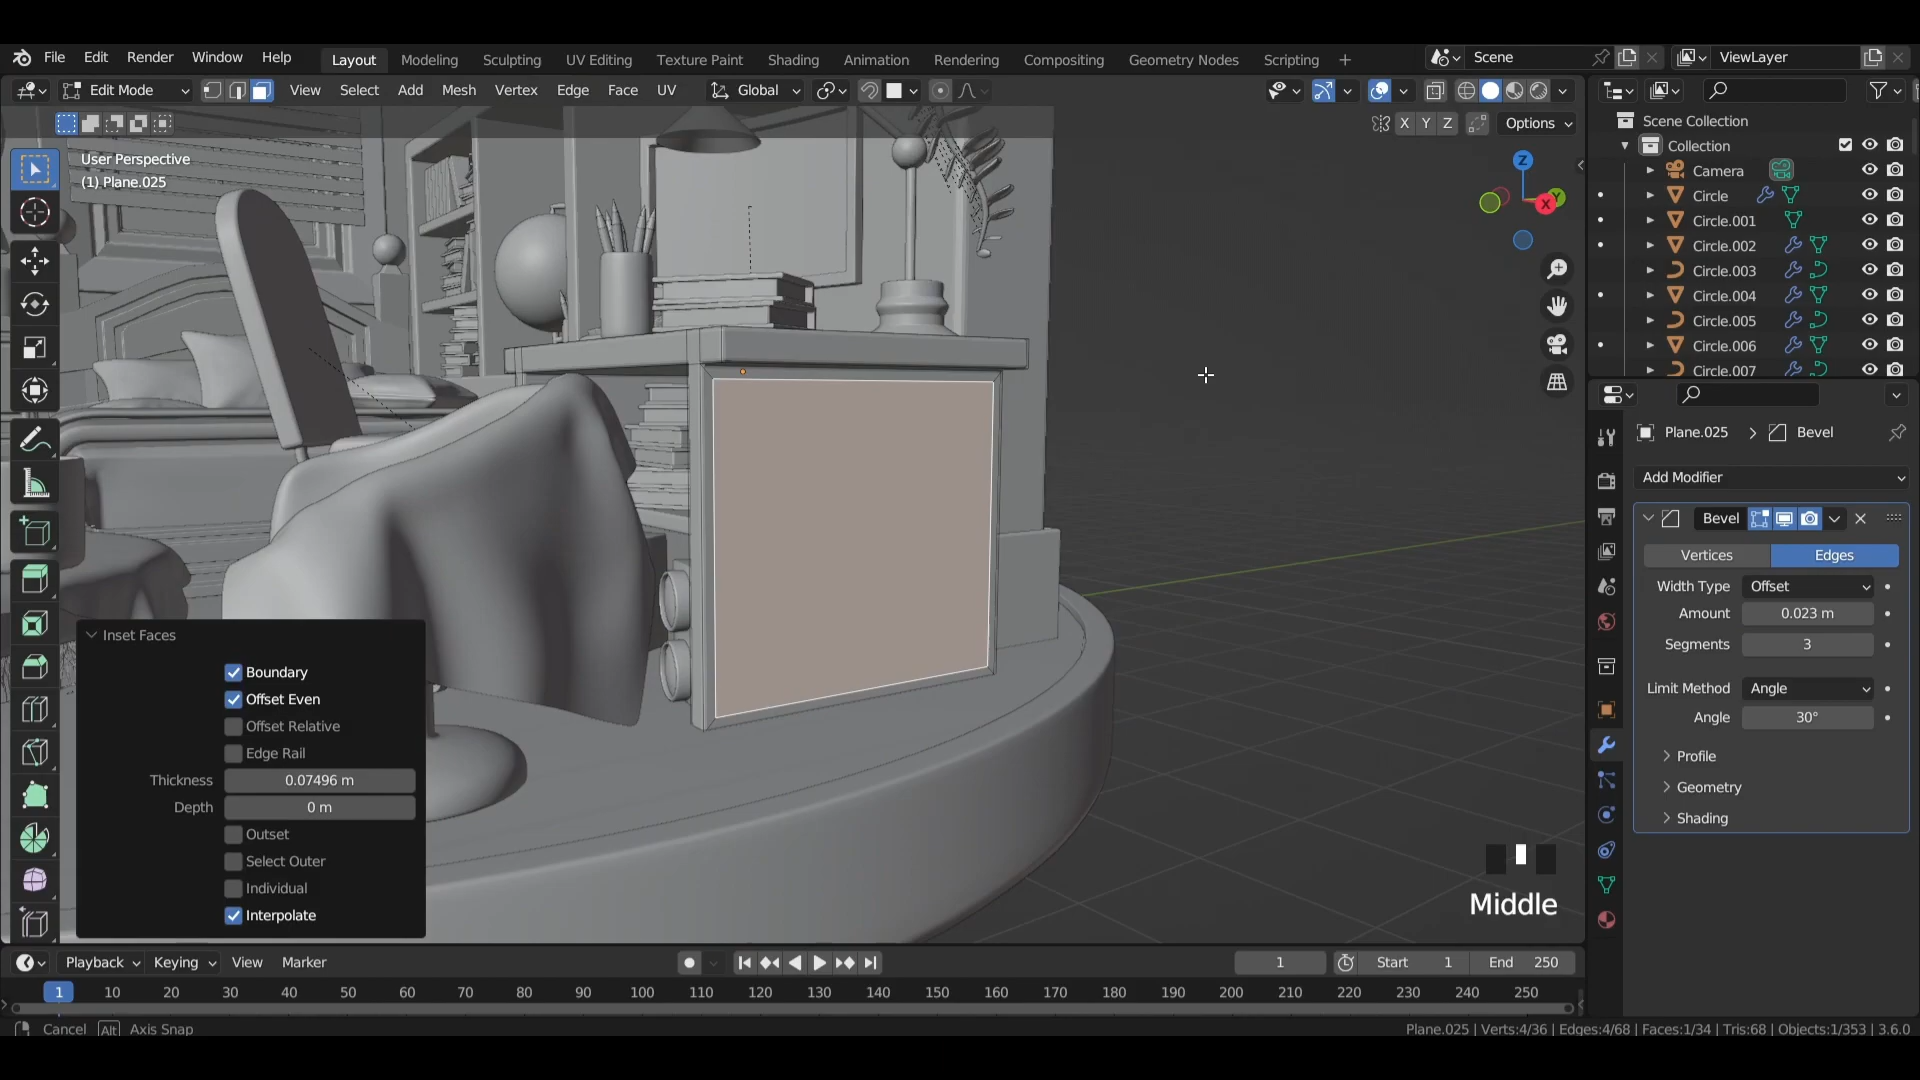 File Edit Render Window Help Layout Modeling Sculpting UV Editing Texture Paint Shading Animation Rendering Compositing Geometry Nodes Scripting + Scene ViewLayer
Edit Mode View Select Add Mesh Vertex Edge Face UV Global
X Y Z Options
User Perspective
(1) Plane.025
Z
Y
X
Scene Collection
Collection
Camera
Circle
Circle.001
Circle.002
Circle.003
Circle.004
Circle.005
Circle.006
Circle.007
Plane.025 > Bevel
Add Modifier
Bevel
Vertices Edges
Width Type Offset
Amount 0.023 m
Segments 3
Limit Method Angle
Angle 30°
Profile
Geometry
Shading
Inset Faces
Boundary
Offset Even
Offset Relative
Edge Rail
Thickness 0.07496 m
Depth 0 m
Outset
Select Outer
Individual
Interpolate
Middle
Playback Keying View Marker 1 Start 1 End 250
1 10 20 30 40 50 60 70 80 90 100 110 120 130 140 150 160 170 180 190 200 210 220 230 240 250
Cancel Alt Axis Snap Plane.025 | Verts:4/36 | Edges:4/68 | Faces:1/34 | Tris:68 | Objects:1/353 | 3.6.0